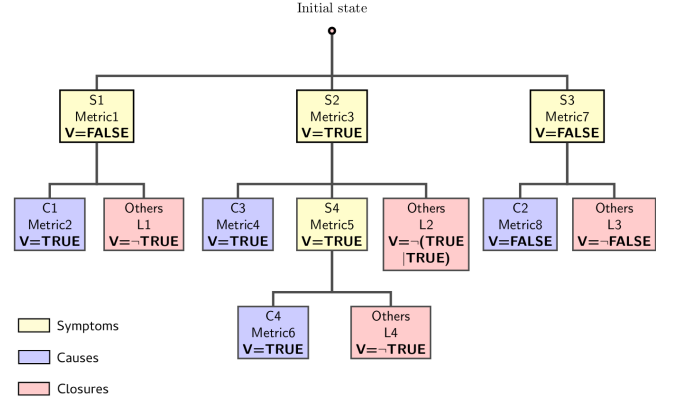 Initial state
S1
Metric1
V=FALSE
S2
Metric3
V=TRUE
S3
Metric7
V=FALSE
C1
Metric2
V=TRUE
Others
L1
V=¬TRUE
C3
Metric4
V=TRUE
S4
Metric5
V=TRUE
Others
L2
V=¬(TRUE
|TRUE)
C2
Metric8
V=FALSE
Others
L3
V=¬FALSE
C4
Metric6
V=TRUE
Others
L4
V=¬TRUE
Symptoms
Causes
Closures